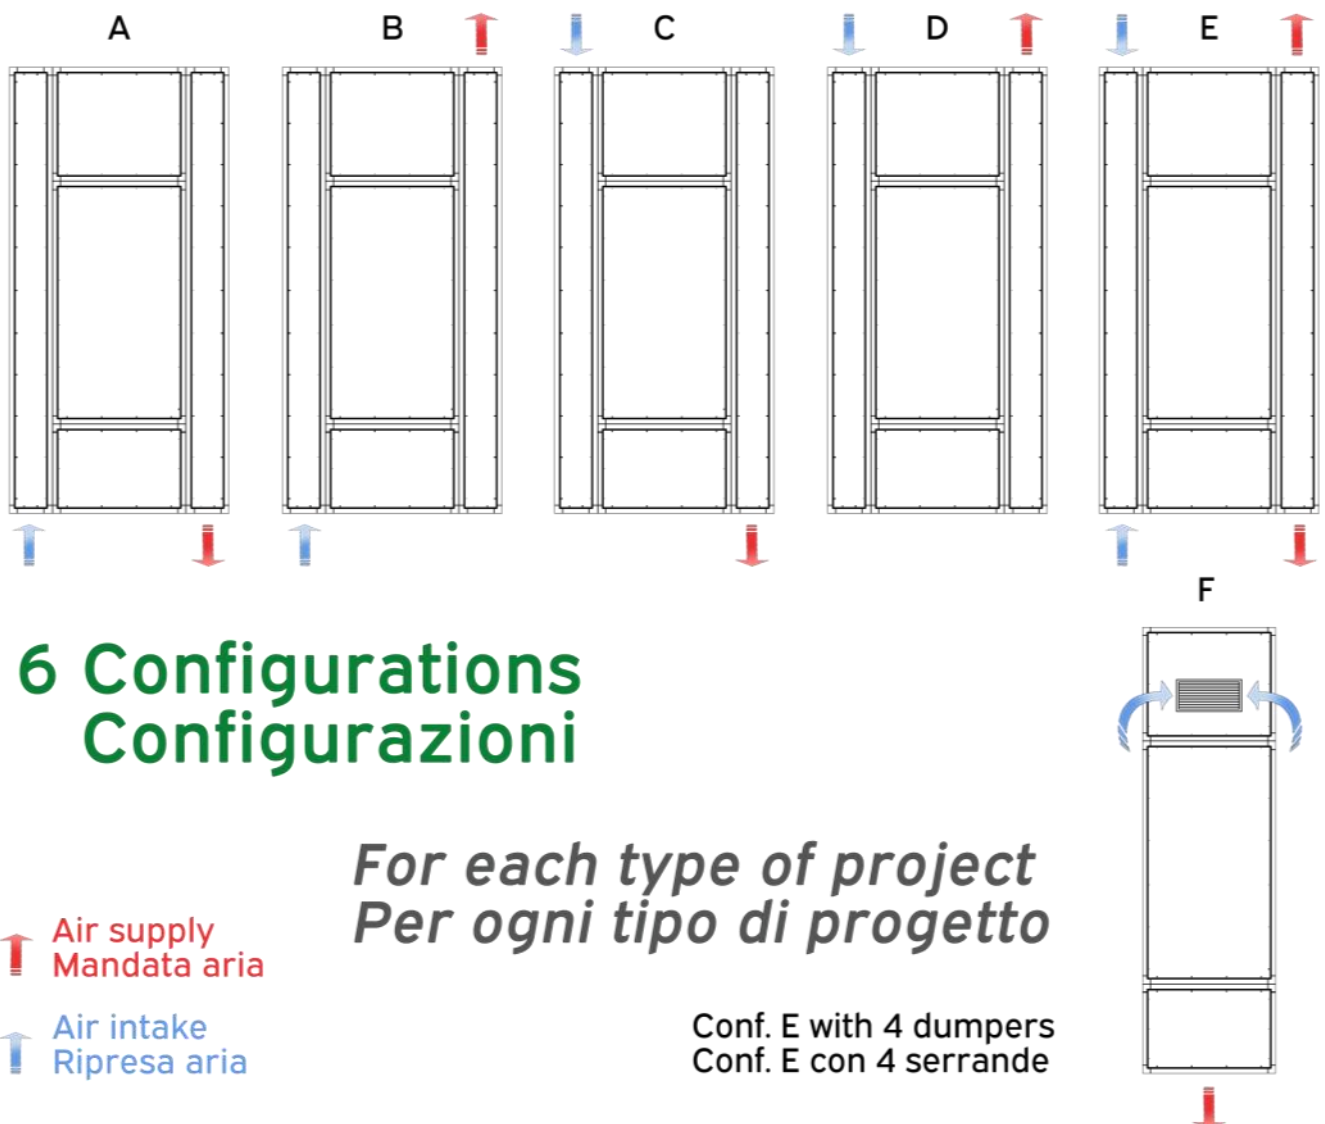 A
B
C
D
E
F
6 Configurations
Configurazioni
For each type of project
Per ogni tipo di progetto
Air supply
Mandata aria
Air intake
Ripresa aria
Conf. E with 4 dumpers
Conf. E con 4 serrande